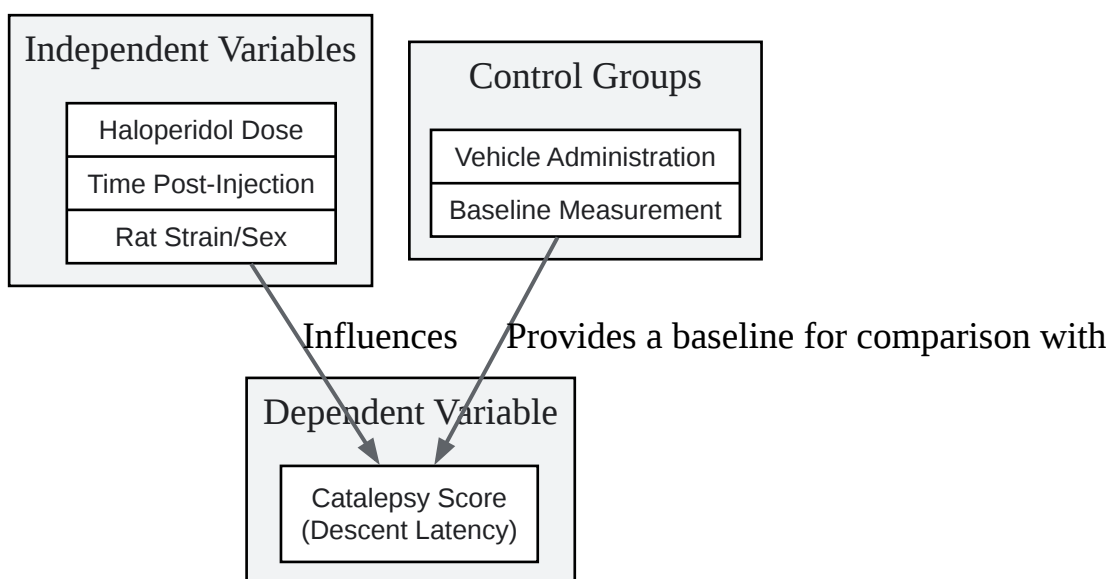 Independent Variables
Haloperidol Dose
Time Post-Injection
Rat Strain/Sex
Control Groups
Vehicle Administration
Baseline Measurement
Influences
Provides a baseline for comparison with
Dependent Variable
Catalepsy Score
(Descent Latency)